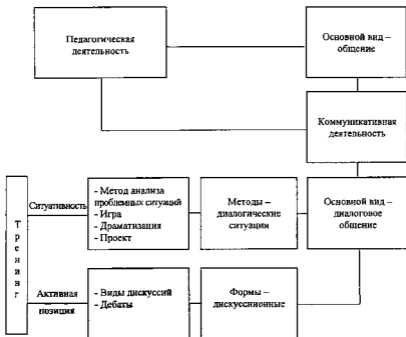 Педагогическая
деятельность
Основной вид –
общение
Коммуникативная
деятельность
Тренинг
Ситуативность
- Метод анализа
проблемных ситуаций
- Игра
- Драматизация
- Проект
Методы –
диалогические
ситуации
Основной вид –
диалоговое
общение
Активная
позиция
- Виды дискуссий
- Дебаты
Формы –
дискуссионные